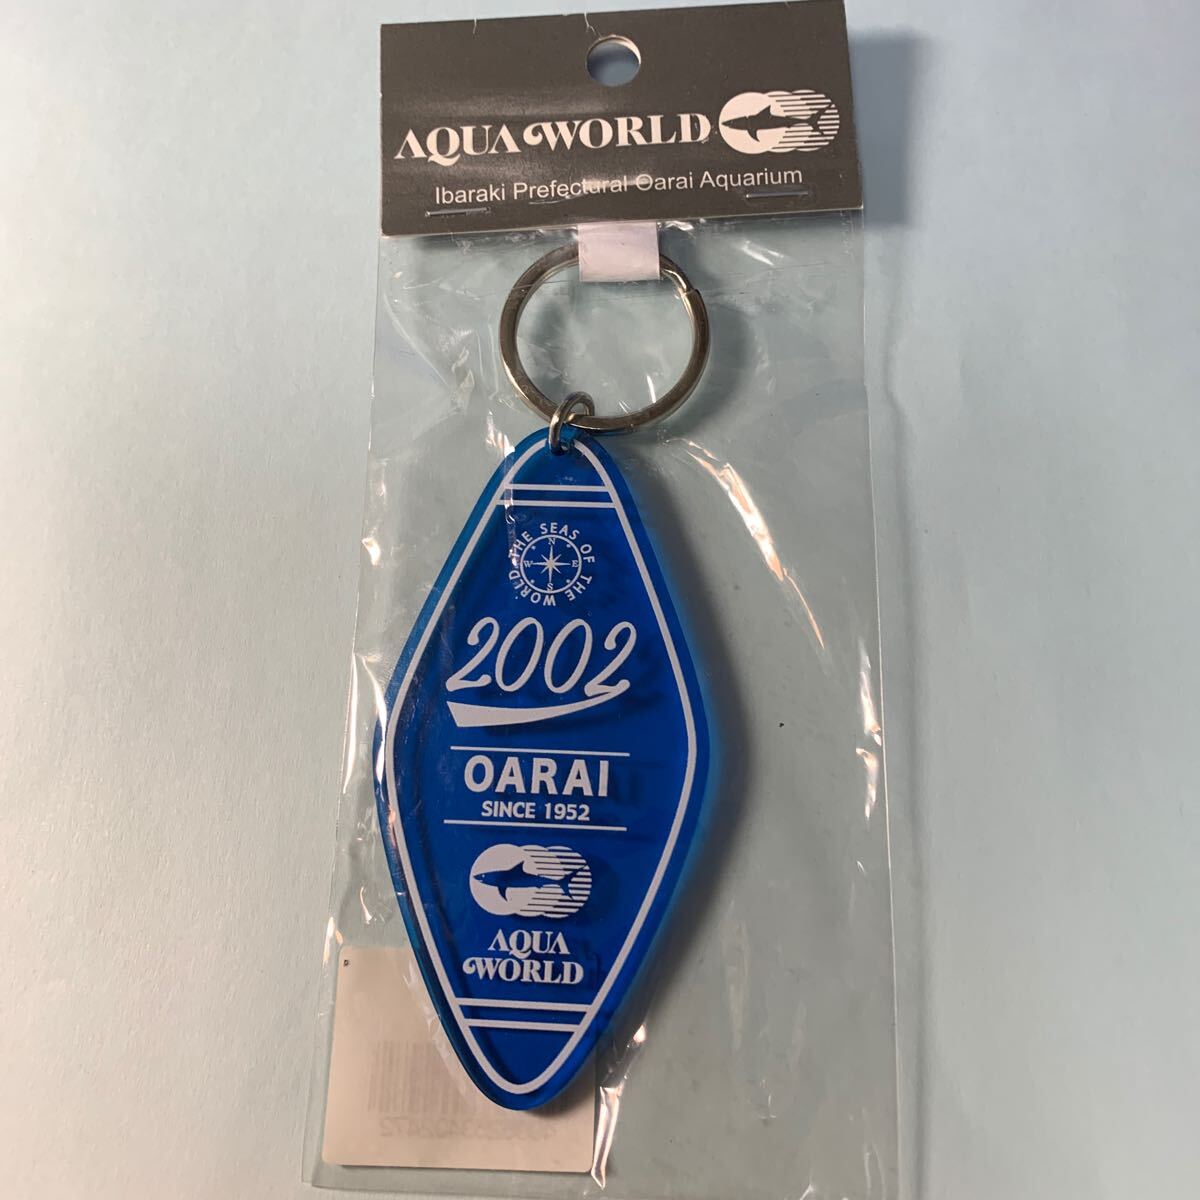 AQUA WORLD
Ibaraki Prefectural Oarai Aquarium
THE SEAS OF THE WORLD
N
W E
S
2002
OARAI
SINCE 1952
AQUA
WORLD